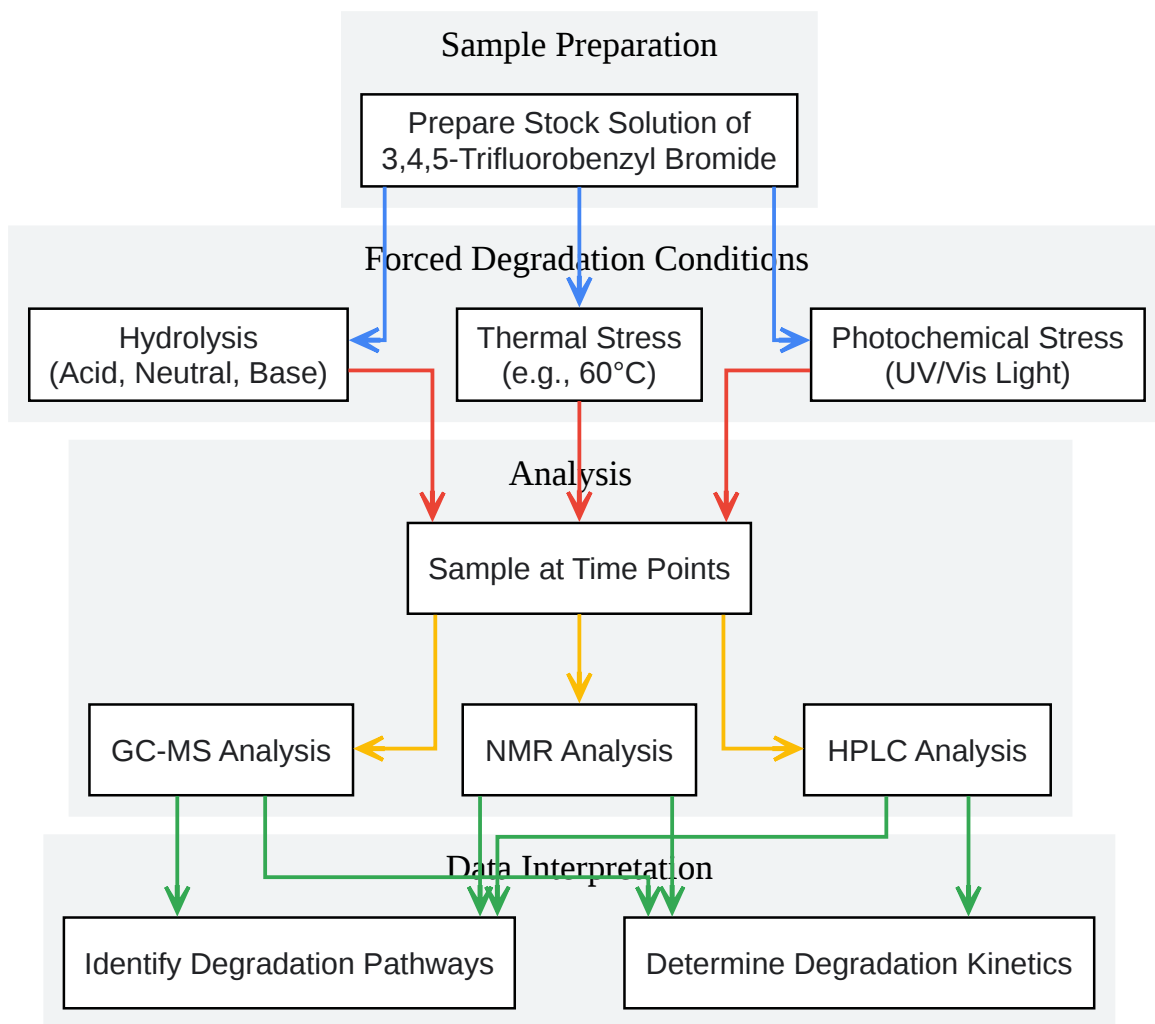 Sample Preparation
Prepare Stock Solution of
3,4,5-Trifluorobenzyl Bromide
Forced Degradation Conditions
Hydrolysis
(Acid, Neutral, Base)
Thermal Stress
(e.g., 60°C)
Photochemical Stress
(UV/Vis Light)
Analysis
Sample at Time Points
GC-MS Analysis
NMR Analysis
HPLC Analysis
Data Interpretation
Identify Degradation Pathways
Determine Degradation Kinetics